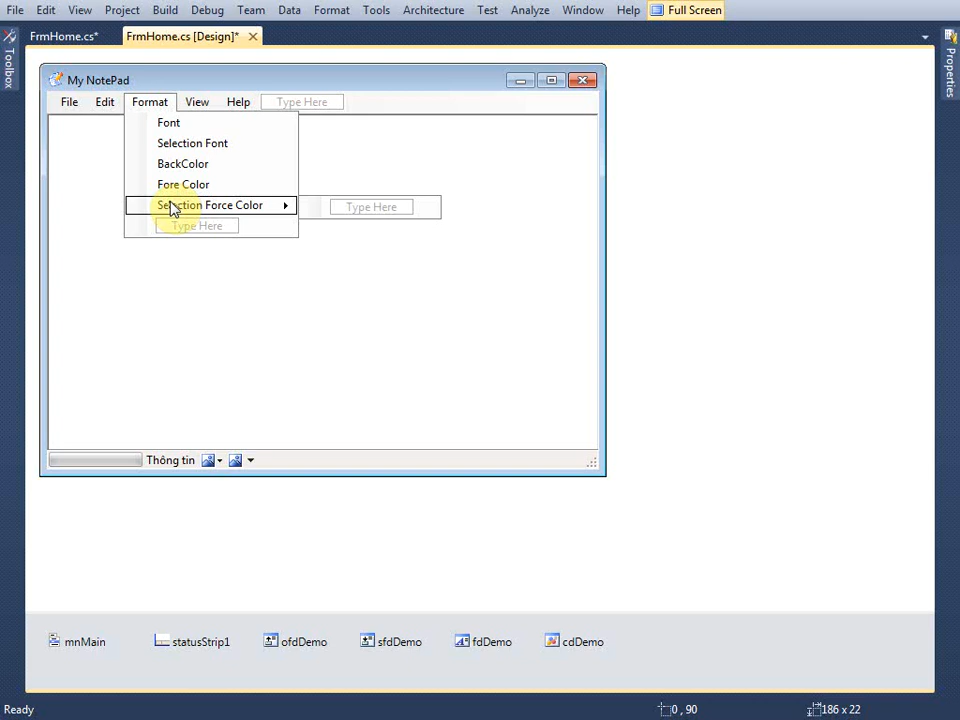 File Edit View Project Build Debug Team Data Format Tools Architecture Test Analyze Window Help Full Screen
FrmHome.cs* FrmHome.cs [Design]*
Toolbox
Properties
My NotePad
File Edit Format View Help Type Here
Font
Selection Font
BackColor
Fore Color
Selection Force Color Type Here
Type Here
Thông tin
mnMain statusStrip1 ofdDemo sfdDemo fdDemo cdDemo
Ready 0 , 90 186 x 22